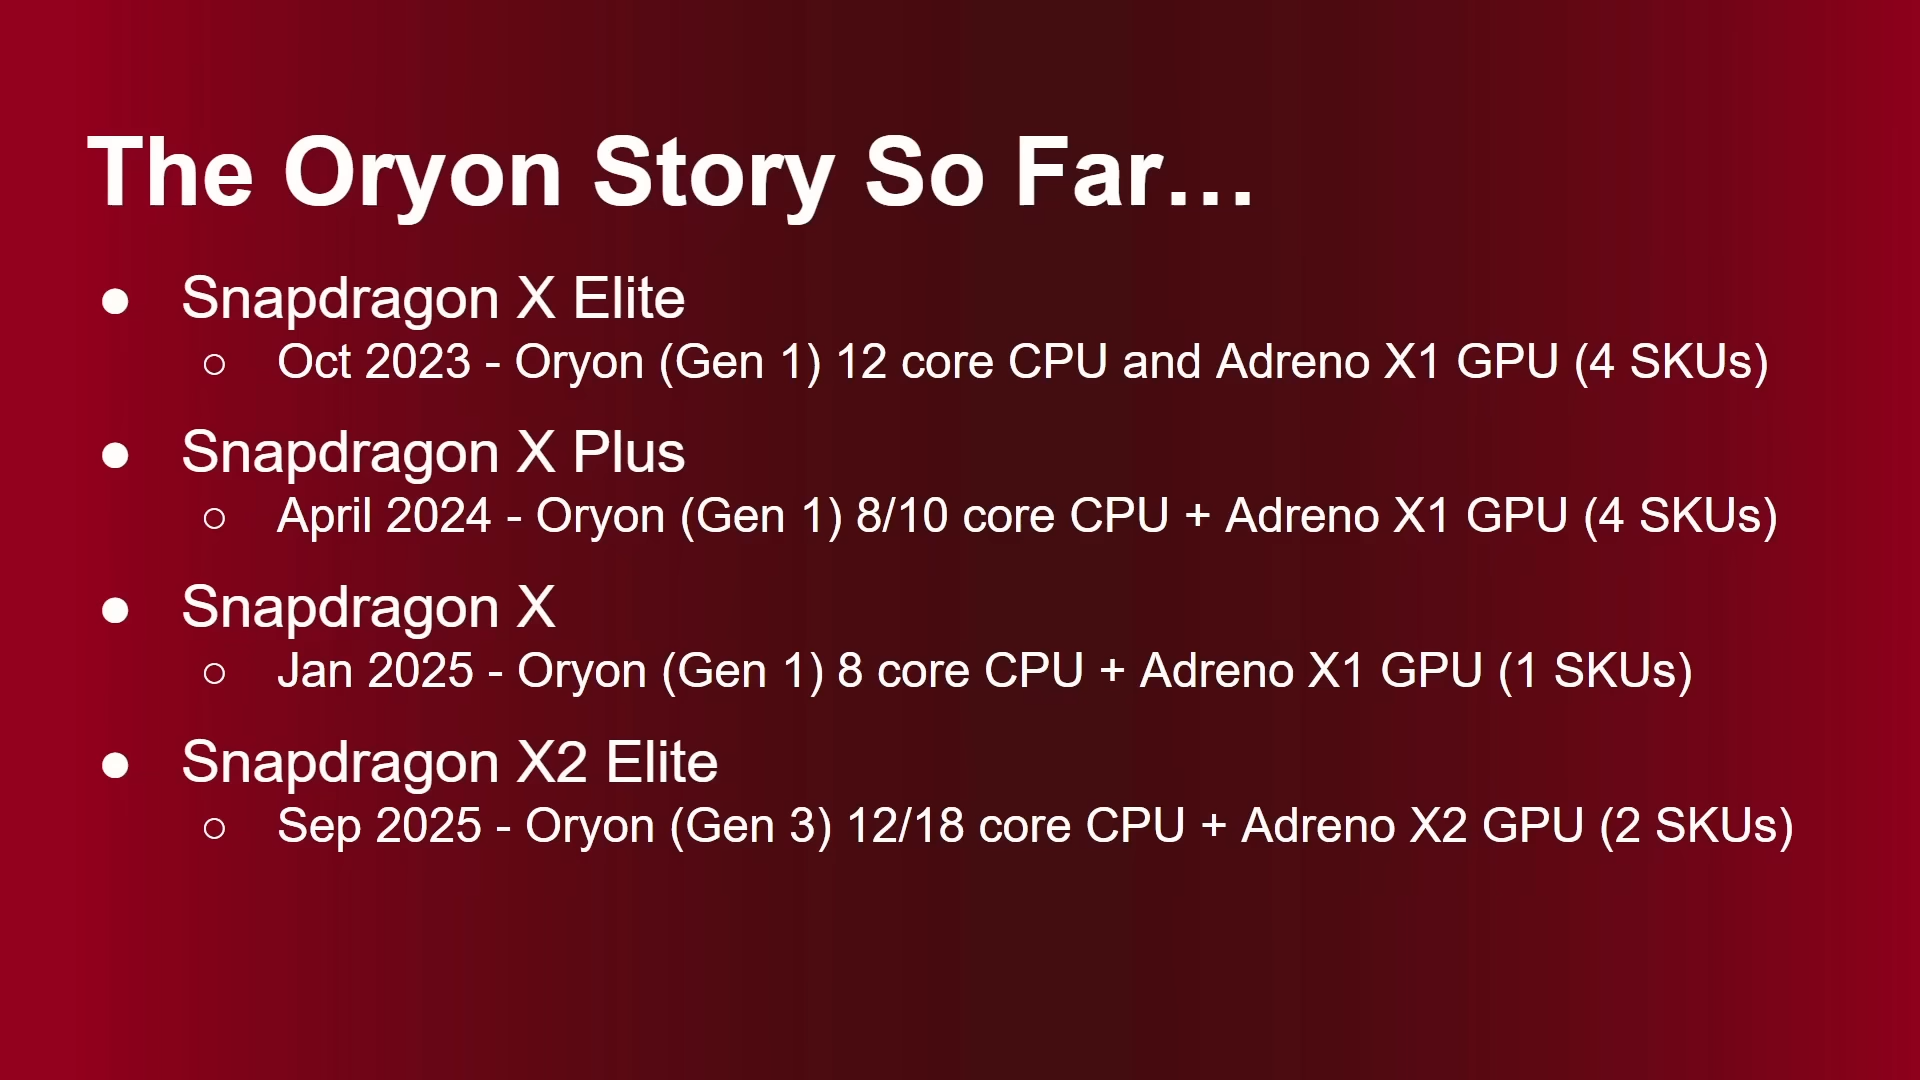 The Oryon Story So Far…
● Snapdragon X Elite
○ Oct 2023 - Oryon (Gen 1) 12 core CPU and Adreno X1 GPU (4 SKUs)
● Snapdragon X Plus
○ April 2024 - Oryon (Gen 1) 8/10 core CPU + Adreno X1 GPU (4 SKUs)
● Snapdragon X
○ Jan 2025 - Oryon (Gen 1) 8 core CPU + Adreno X1 GPU (1 SKUs)
● Snapdragon X2 Elite
○ Sep 2025 - Oryon (Gen 3) 12/18 core CPU + Adreno X2 GPU (2 SKUs)